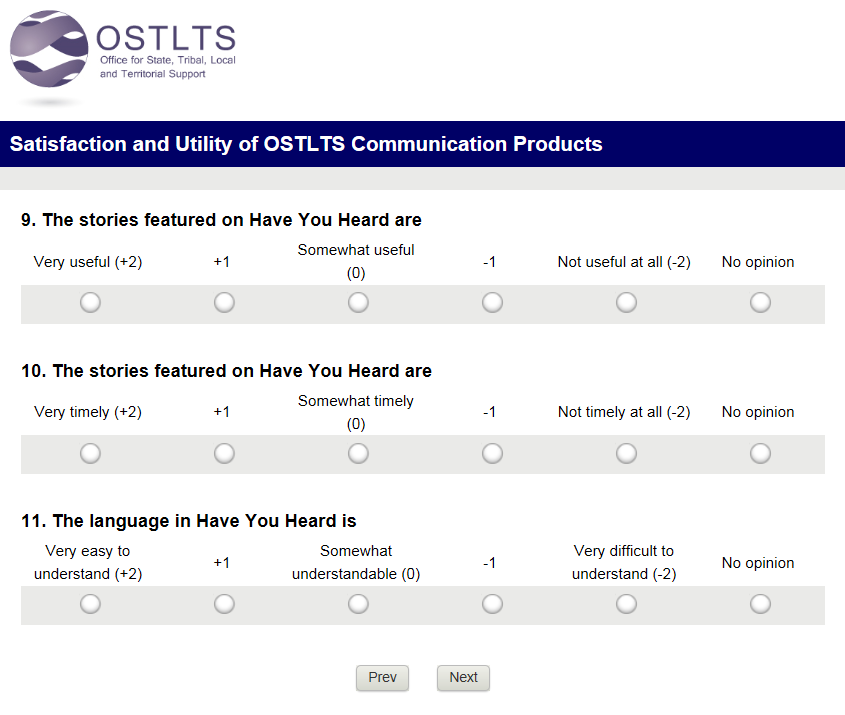 OSTLTS
Office for State, Tribal, Local
and Territorial Support
Satisfaction and Utility of OSTLTS Communication Products
9. The stories featured on Have You Heard are
Very useful (+2) +1 Somewhat useful (0) -1 Not useful at all (-2) No opinion
10. The stories featured on Have You Heard are
Very timely (+2) +1 Somewhat timely (0) -1 Not timely at all (-2) No opinion
11. The language in Have You Heard is
Very easy to understand (+2) +1 Somewhat understandable (0) -1 Very difficult to understand (-2) No opinion
Prev Next